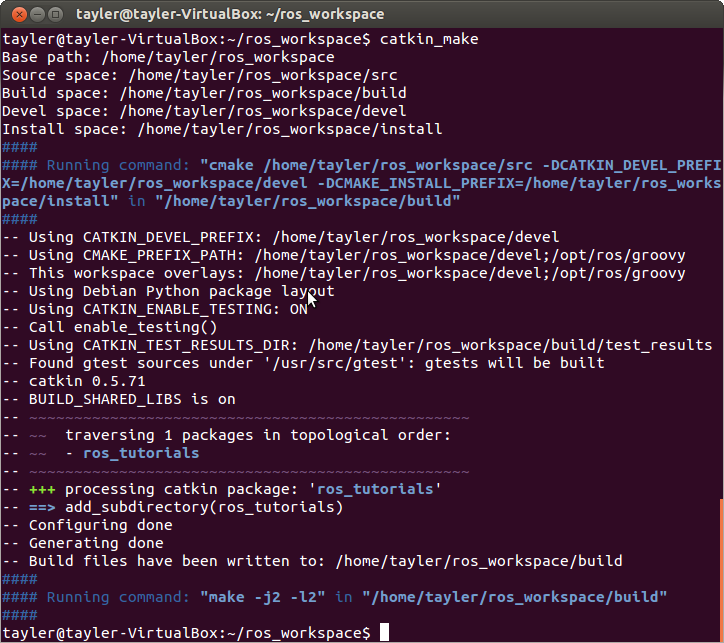 tayler@tayler-VirtualBox: ~/ros_workspace
tayler@tayler-VirtualBox:~/ros_workspace$ catkin_make
Base path: /home/tayler/ros_workspace
Source space: /home/tayler/ros_workspace/src
Build space: /home/tayler/ros_workspace/build
Devel space: /home/tayler/ros_workspace/devel
Install space: /home/tayler/ros_workspace/install
####
#### Running command: "cmake /home/tayler/ros_workspace/src -DCATKIN_DEVEL_PREFI
X=/home/tayler/ros_workspace/devel -DCMAKE_INSTALL_PREFIX=/home/tayler/ros_works
pace/install" in "/home/tayler/ros_workspace/build"
####
-- Using CATKIN_DEVEL_PREFIX: /home/tayler/ros_workspace/devel
-- Using CMAKE_PREFIX_PATH: /home/tayler/ros_workspace/devel;/opt/ros/groovy
-- This workspace overlays: /home/tayler/ros_workspace/devel;/opt/ros/groovy
-- Using Debian Python package layout
-- Using CATKIN_ENABLE_TESTING: ON
-- Call enable_testing()
-- Using CATKIN_TEST_RESULTS_DIR: /home/tayler/ros_workspace/build/test_results
-- Found gtest sources under '/usr/src/gtest': gtests will be built
-- catkin 0.5.71
-- BUILD_SHARED_LIBS is on
-- ~~~~~~~~~~~~~~~~~~~~~~~~~~~~~~~~~~~~~~~~~~~~~~~~~
-- ~~  traversing 1 packages in topological order:
-- ~~  - ros_tutorials
-- ~~~~~~~~~~~~~~~~~~~~~~~~~~~~~~~~~~~~~~~~~~~~~~~~~
-- +++ processing catkin package: 'ros_tutorials'
-- ==> add_subdirectory(ros_tutorials)
-- Configuring done
-- Generating done
-- Build files have been written to: /home/tayler/ros_workspace/build
####
#### Running command: "make -j2 -l2" in "/home/tayler/ros_workspace/build"
####
tayler@tayler-VirtualBox:~/ros_workspace$